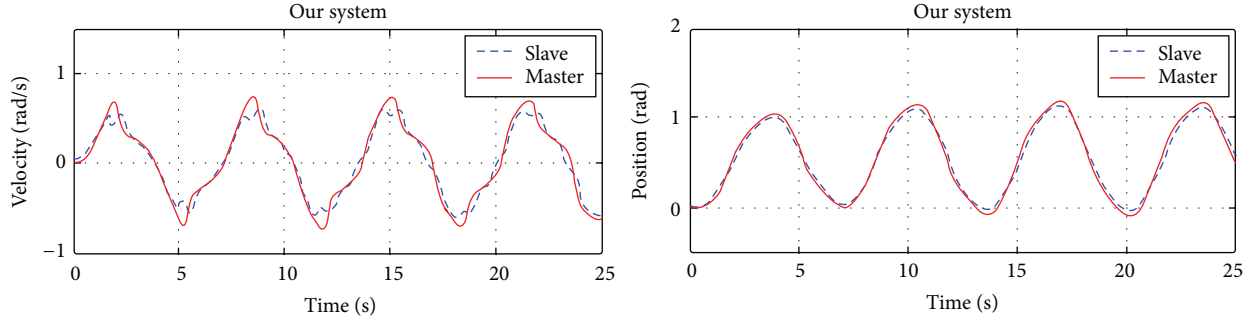 Our system
Velocity (rad/s)
1
0
−1
Slave
Master
0 5 10 15 20 25
Time (s)
Our system
Position (rad)
2
1
0
Slave
Master
0 5 10 15 20 25
Time (s)